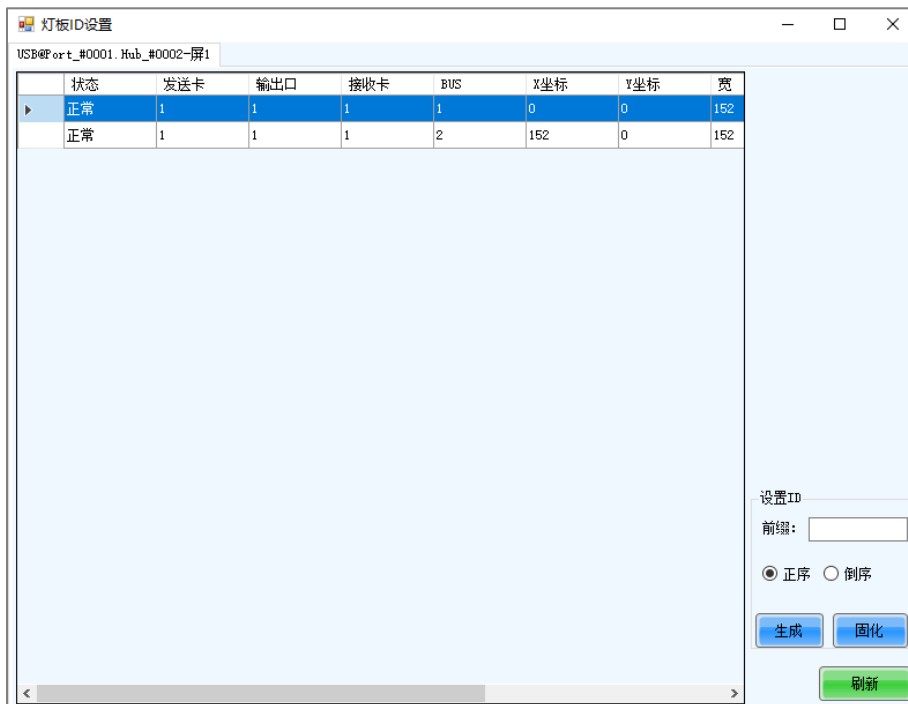 灯板ID设置
USB@Port_#0001.Hub_#0002-屏1
状态 发送卡 输出口 接收卡 BUS X坐标 Y坐标 宽
正常 1 1 1 1 0 0 152
正常 1 1 1 2 152 0 152
设置ID
前缀:
正序 倒序
生成 固化
刷新